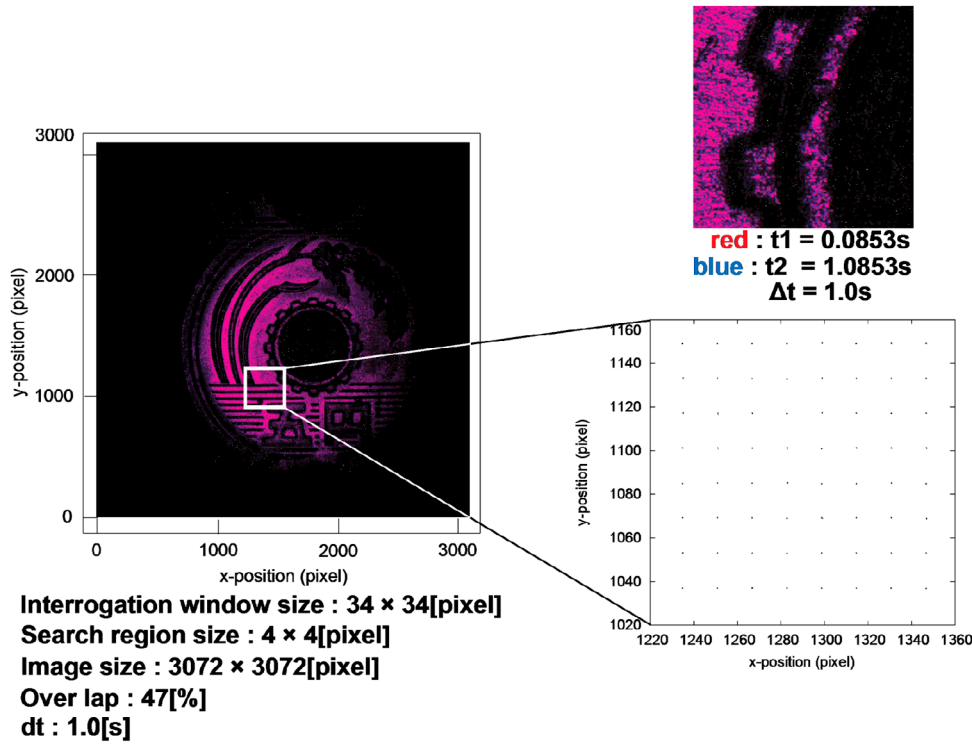 red : t1 = 0.0853s
blue : t2 = 1.0853s
Δt = 1.0s
3000
2000
1000
0
y-position (pixel)
0 1000 2000 3000
x-position (pixel)
1160
1140
1120
1100
1080
1060
1040
1020
y-position (pixel)
1220 1240 1260 1280 1300 1320 1340 1360
x-position (pixel)
Interrogation window size : 34 × 34[pixel]
Search region size : 4 × 4[pixel]
Image size : 3072 × 3072[pixel]
Over lap : 47[%]
dt : 1.0[s]